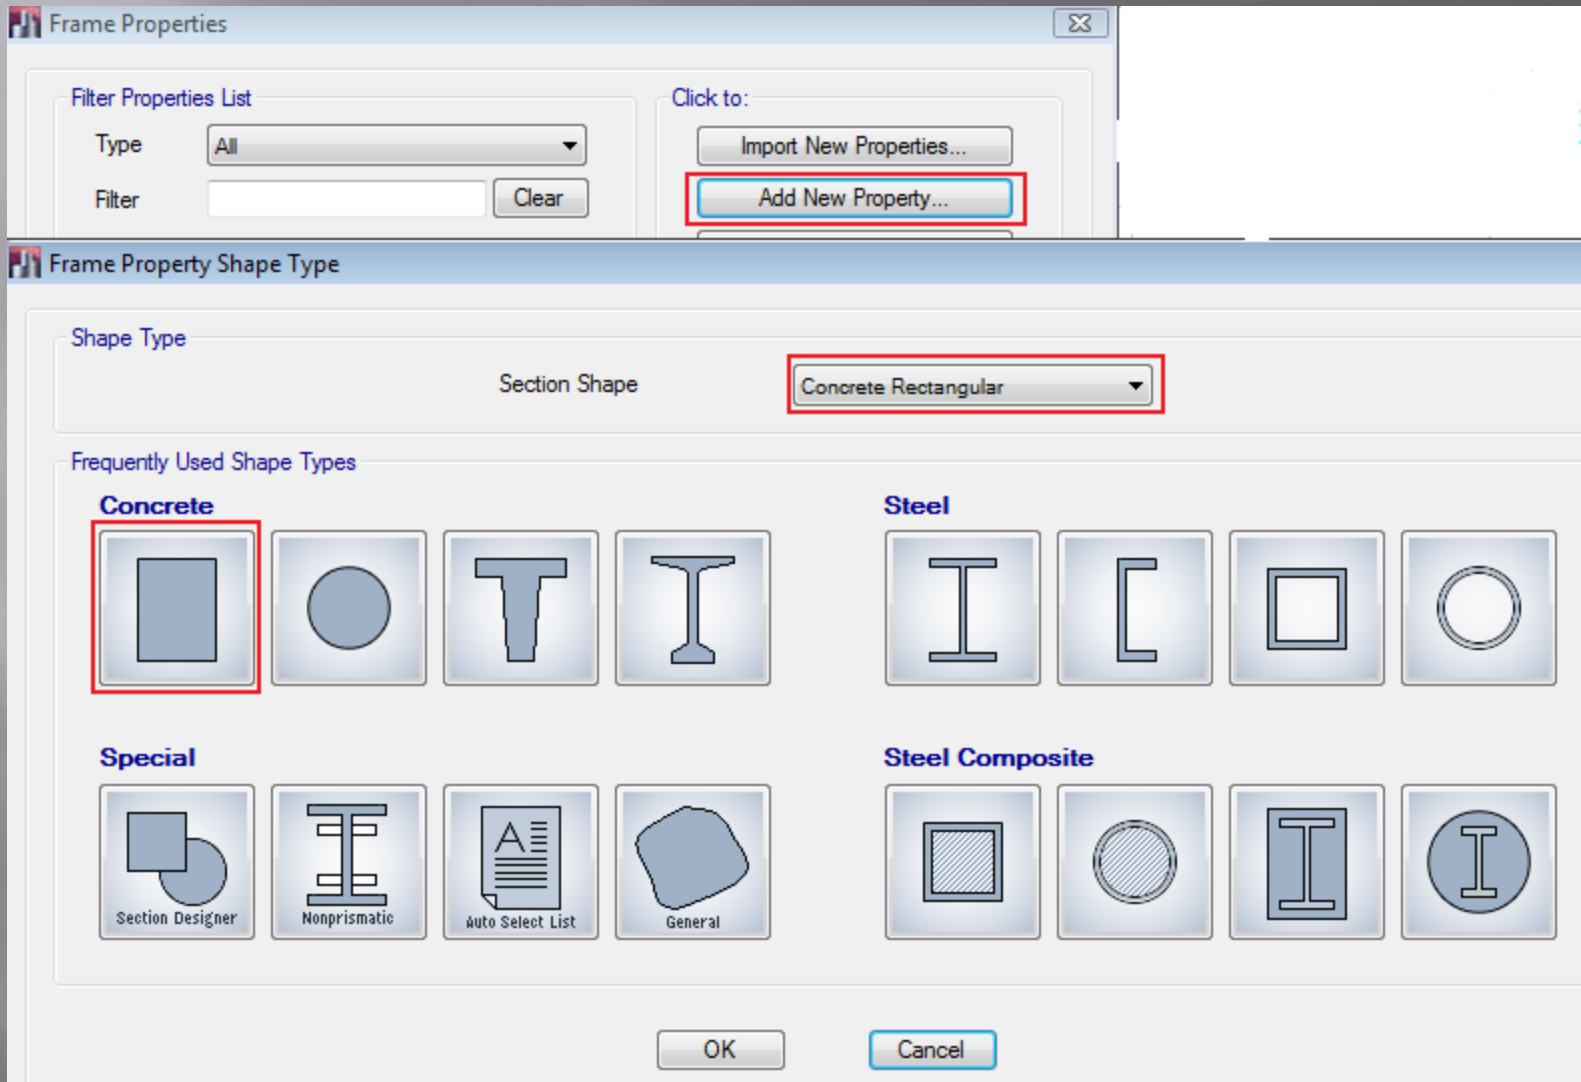 Frame Properties
Filter Properties List
Click to:
Type
All
Import New Properties...
Filter
Clear
Add New Property...
Frame Property Shape Type
Shape Type
Section Shape
Concrete Rectangular
Frequently Used Shape Types
Concrete
Steel
Special
Steel Composite
A
Section Designer
Nonprismatic
Auto Select List
General
OK
Cancel